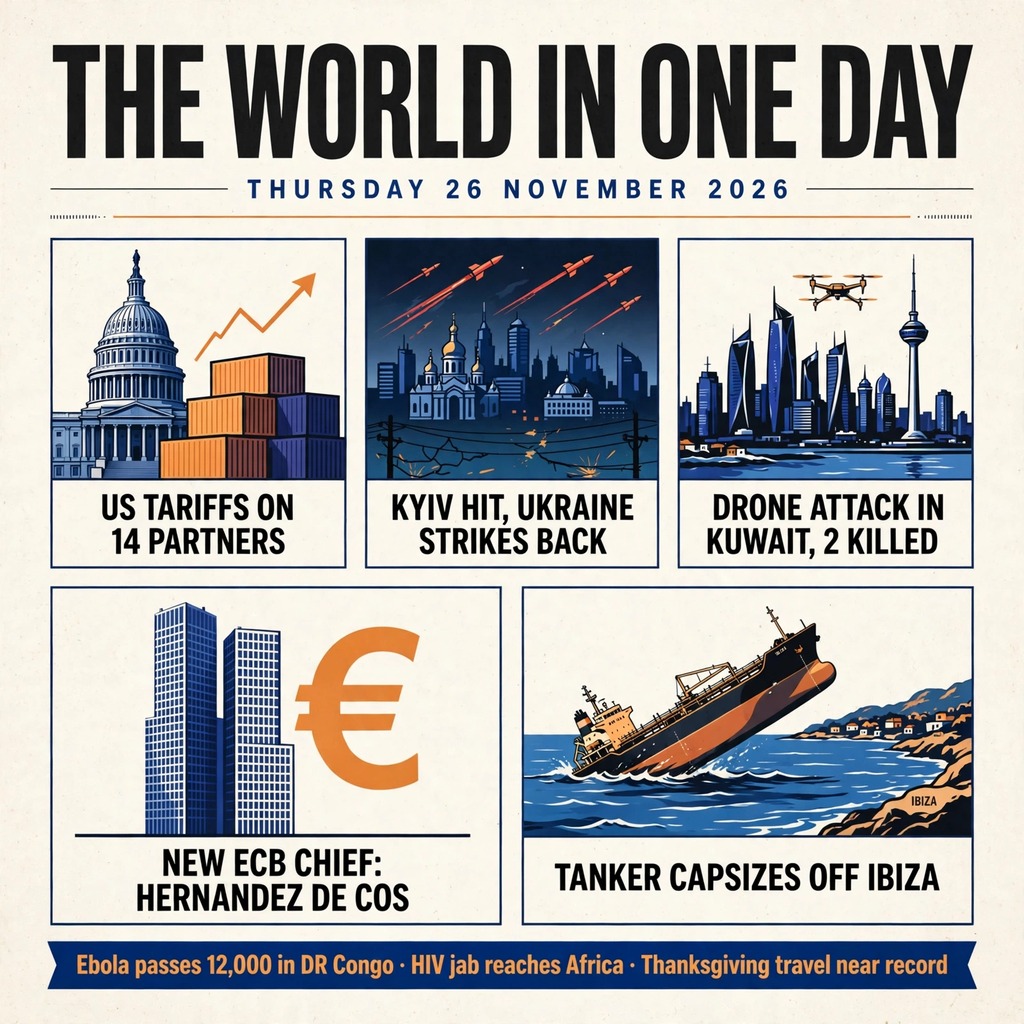 THE WORLD IN ONE DAY
THURSDAY 26 NOVEMBER 2026
US TARIFFS ON
14 PARTNERS
KYIV HIT, UKRAINE
STRIKES BACK
DRONE ATTACK IN
KUWAIT, 2 KILLED
NEW ECB CHIEF:
HERNANDEZ DE COS
IBIZA
TANKER CAPSIZES OFF IBIZA
Ebola passes 12,000 in DR Congo · HIV jab reaches Africa · Thanksgiving travel near record